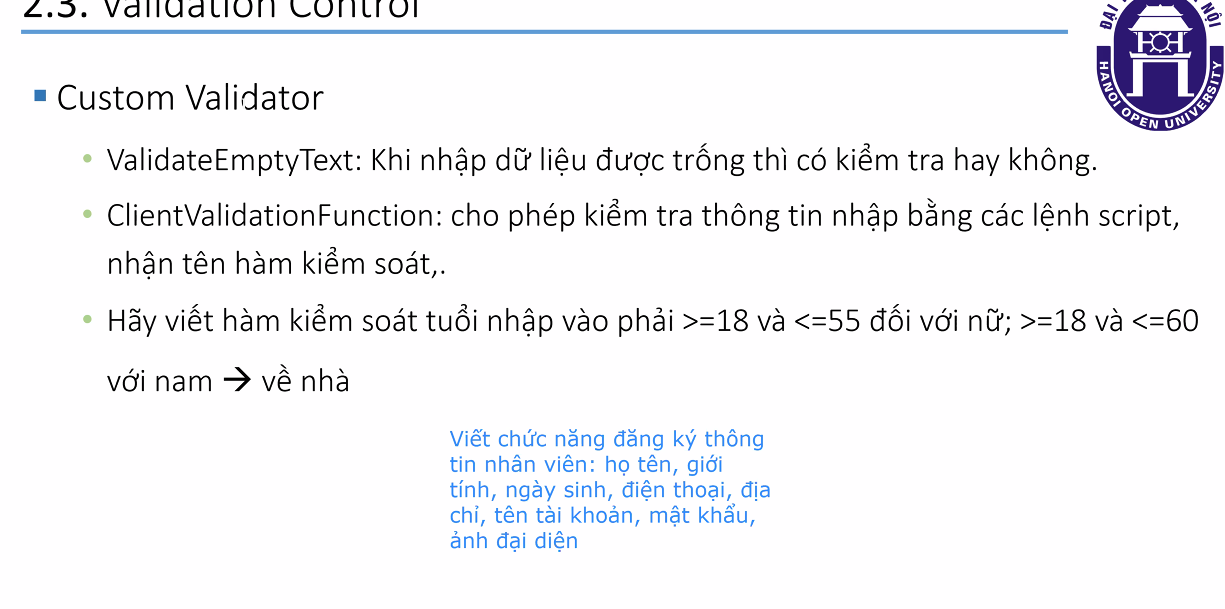 2.3. Validation Control
Custom Validator
ValidateEmptyText: Khi nhập dữ liệu được trống thì có kiểm tra hay không.
ClientValidationFunction: cho phép kiểm tra thông tin nhập bằng các lệnh script,
nhận tên hàm kiểm soát,.
Hãy viết hàm kiểm soát tuổi nhập vào phải >=18 và <=55 đối với nữ; >=18 và <=60
với nam → về nhà
Viết chức năng đăng ký thông
tin nhân viên: họ tên, giới
tính, ngày sinh, điện thoại, địa
chỉ, tên tài khoản, mật khẩu,
ảnh đại diện
HANOI OPEN UNIVERSITY